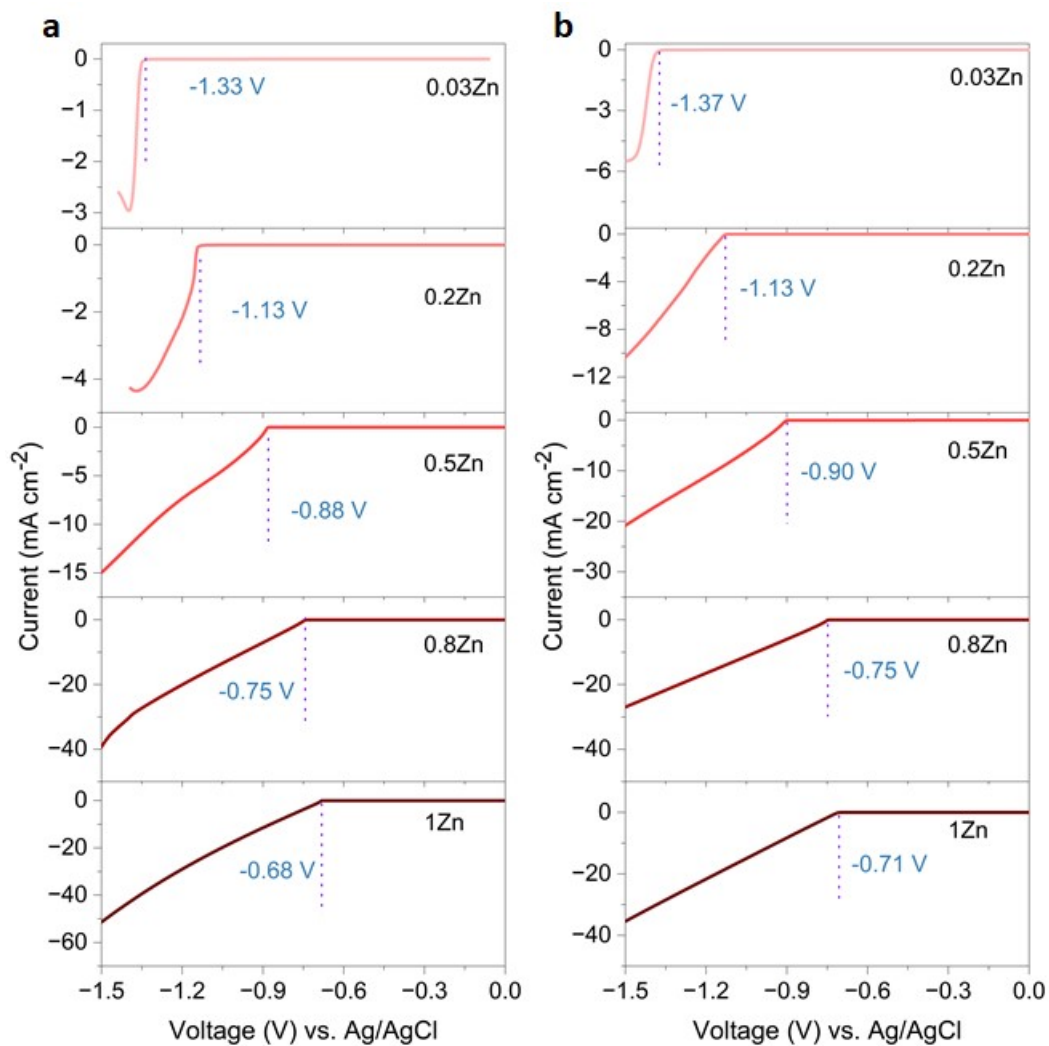 a
0
−1
−2
−3
-1.33 V
0.03Zn
0
−2
−4
-1.13 V
0.2Zn
0
−5
−10
−15
-0.88 V
0.5Zn
0
−20
−40
-0.75 V
0.8Zn
0
−20
−40
−60
-0.68 V
1Zn
−1.5 −1.2 −0.9 −0.6 −0.3 0.0
Voltage (V) vs. Ag/AgCl
Current (mA cm⁻²)
b
0
−3
−6
-1.37 V
0.03Zn
0
−4
−8
−12
-1.13 V
0.2Zn
0
−10
−20
−30
-0.90 V
0.5Zn
0
−20
−40
-0.75 V
0.8Zn
0
−20
−40
-0.71 V
1Zn
−1.5 −1.2 −0.9 −0.6 −0.3 0.0
Voltage (V) vs. Ag/AgCl
Current (mA cm⁻²)